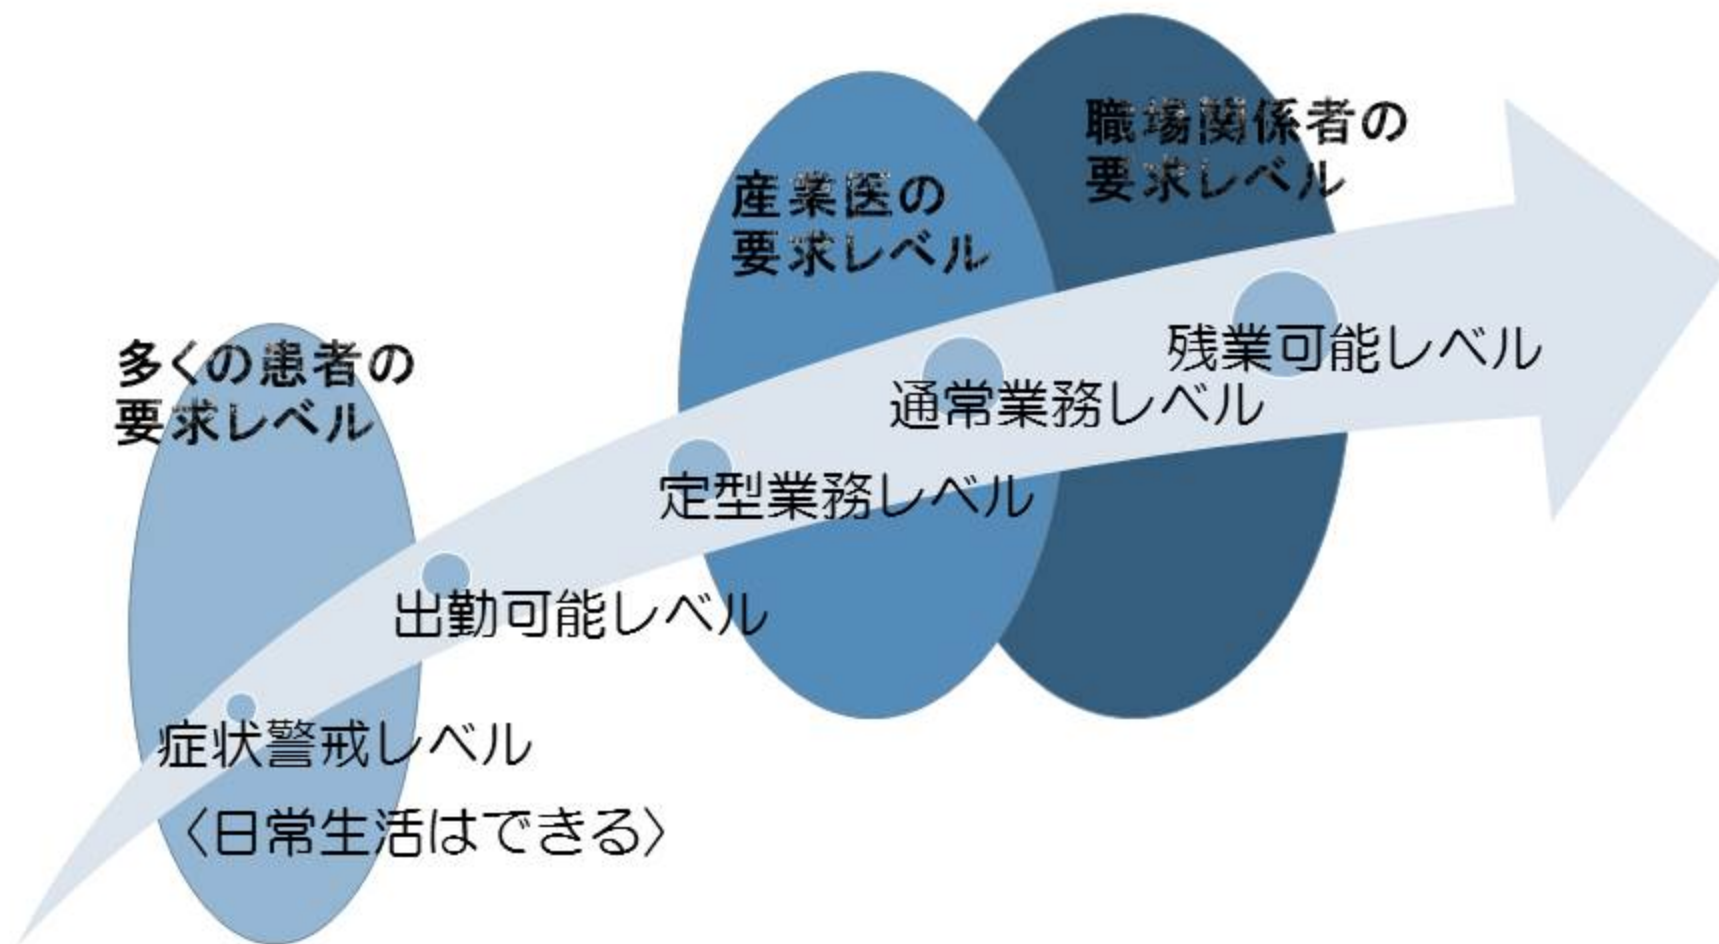 職場関係者の
要求レベル
産業医の
要求レベル
多くの患者の
要求レベル
残業可能レベル
通常業務レベル
定型業務レベル
出勤可能レベル
症状警戒レベル
〈日常生活はできる〉